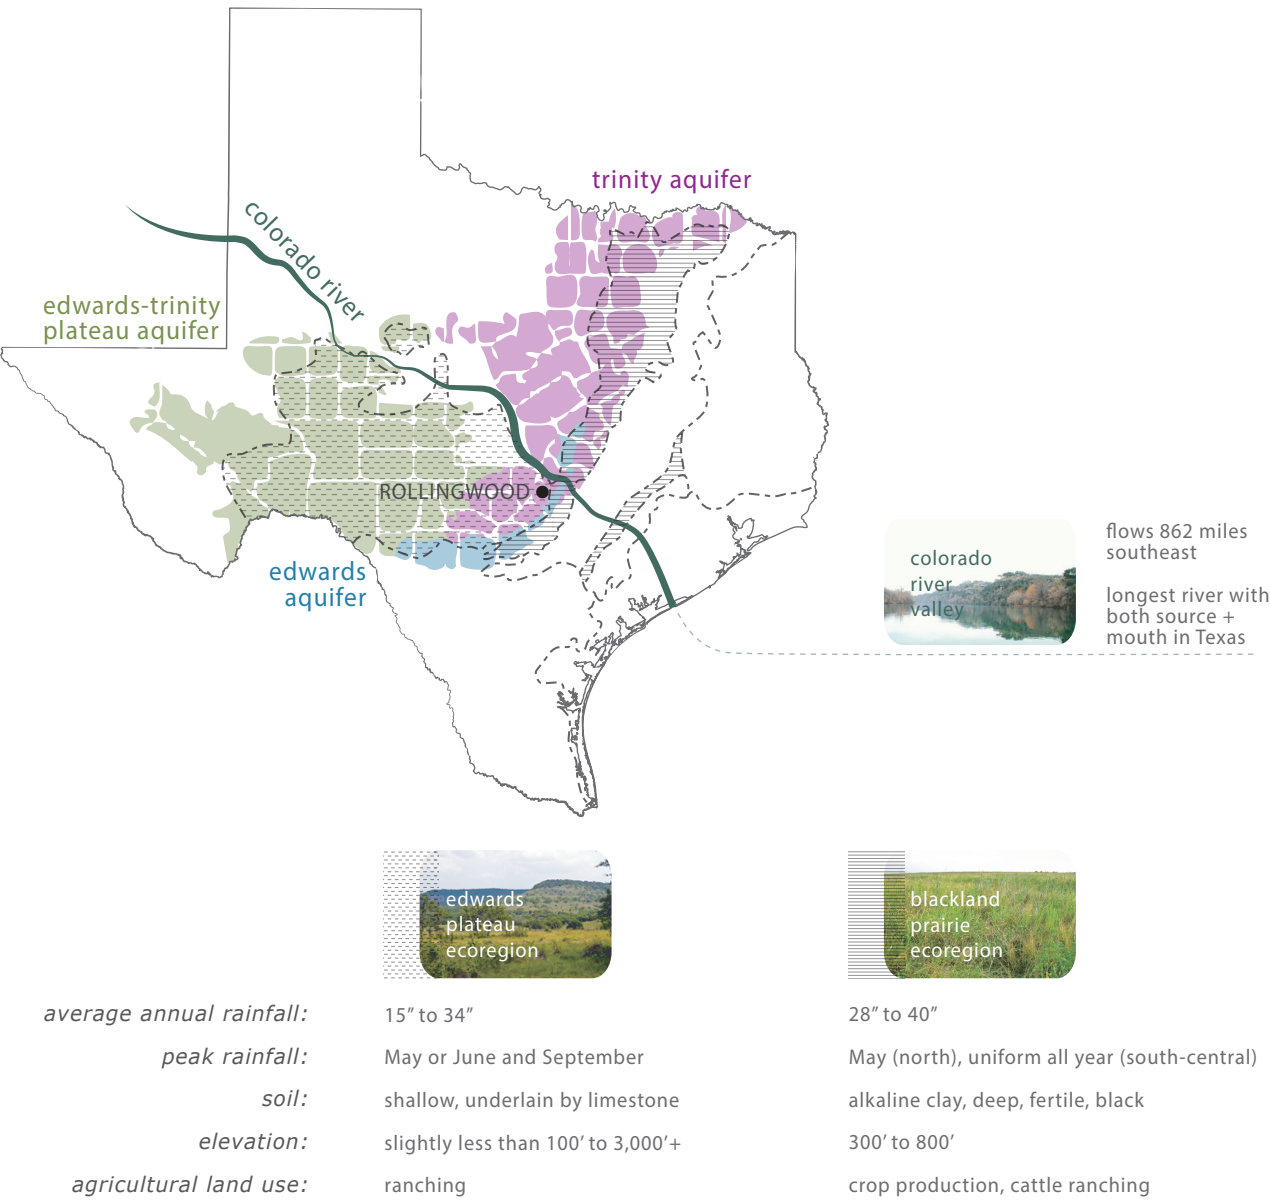 trinity aquifer
colorado river
edwards-trinity
plateau aquifer
ROLLINGWOOD
edwards
aquifer
colorado
river
valley
flows 862 miles
southeast
longest river with
both source +
mouth in Texas
edwards
plateau
ecoregion
blackland
prairie
ecoregion
average annual rainfall: 15” to 34” 28” to 40”
peak rainfall: May or June and September May (north), uniform all year (south-central)
soil: shallow, underlain by limestone alkaline clay, deep, fertile, black
elevation: slightly less than 100’ to 3,000’+ 300’ to 800’
agricultural land use: ranching crop production, cattle ranching